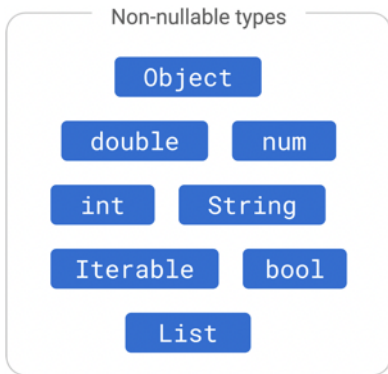 Non-nullable types
Object
double num
int String
Iterable bool
List